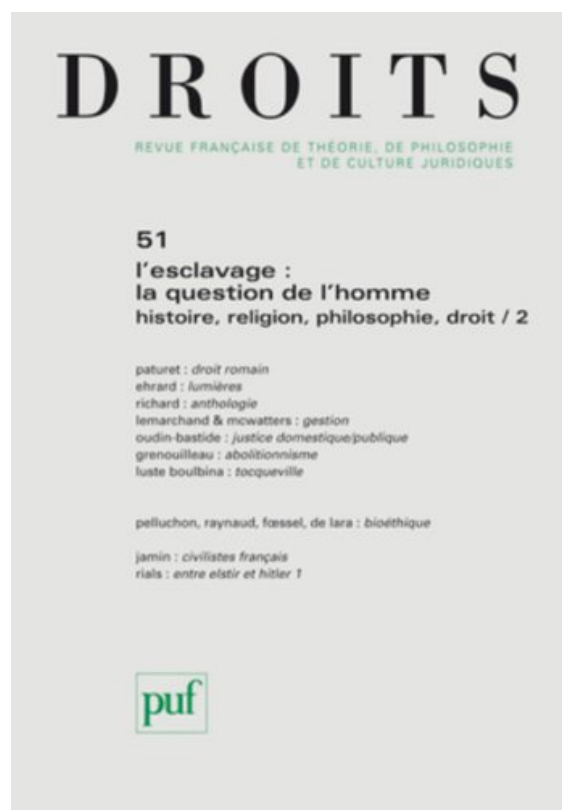 DROITS
REVUE FRANÇAISE DE THÉORIE, DE PHILOSOPHIE
ET DE CULTURE JURIDIQUES
51
l'esclavage :
la question de l'homme
histoire, religion, philosophie, droit / 2
paturet : droit romain
ehrard : lumières
richard : anthologie
lemarchand & mcwatters : gestion
oudin-bastide : justice domestique/publique
grenouilleau : abolitionnisme
luste boulbina : tocqueville
pelluchon, raynaud, fœssel, de lara : bioéthique
jamin : civilistes français
rials : entre elstir et hitler 1
puf